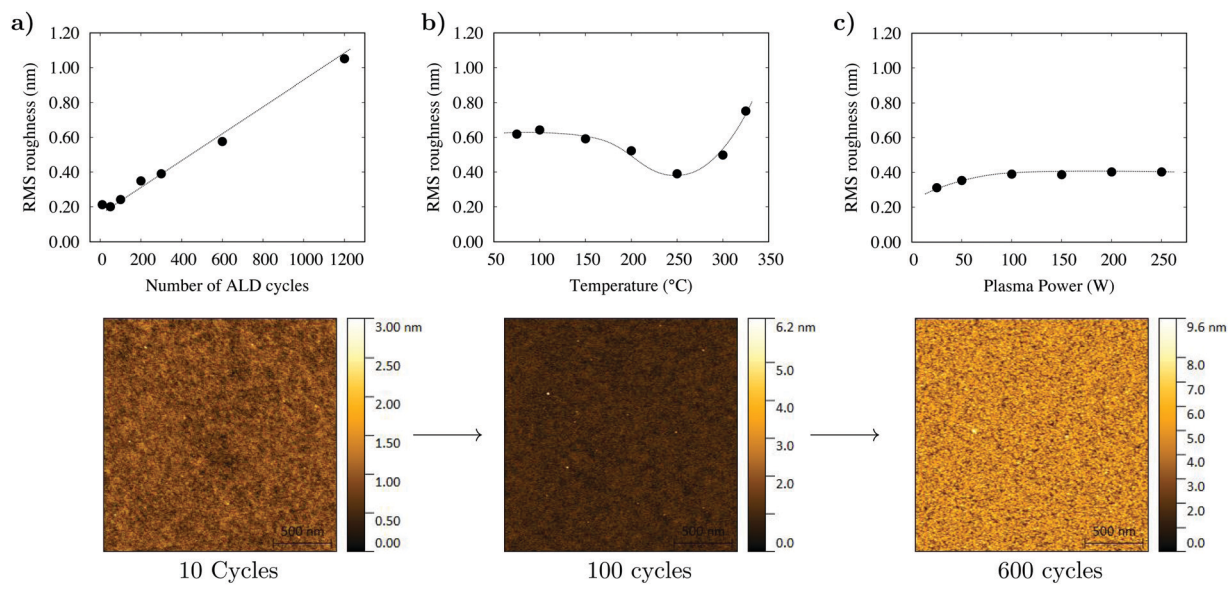 a)
1.20
1.00
0.80
0.60
0.40
0.20
0.00
RMS roughness (nm)
0 200 400 600 800 1000 1200
Number of ALD cycles
b)
1.20
1.00
0.80
0.60
0.40
0.20
0.00
RMS roughness (nm)
50 100 150 200 250 300 350
Temperature (°C)
c)
1.20
1.00
0.80
0.60
0.40
0.20
0.00
RMS roughness (nm)
0 50 100 150 200 250
Plasma Power (W)
3.00 nm
2.50
2.00
1.50
1.00
0.50
0.00
500 nm
10 Cycles
6.2 nm
5.0
4.0
3.0
2.0
1.0
0.0
500 nm
100 cycles
9.6 nm
8.0
7.0
6.0
5.0
4.0
3.0
2.0
1.0
0.0
500 nm
600 cycles